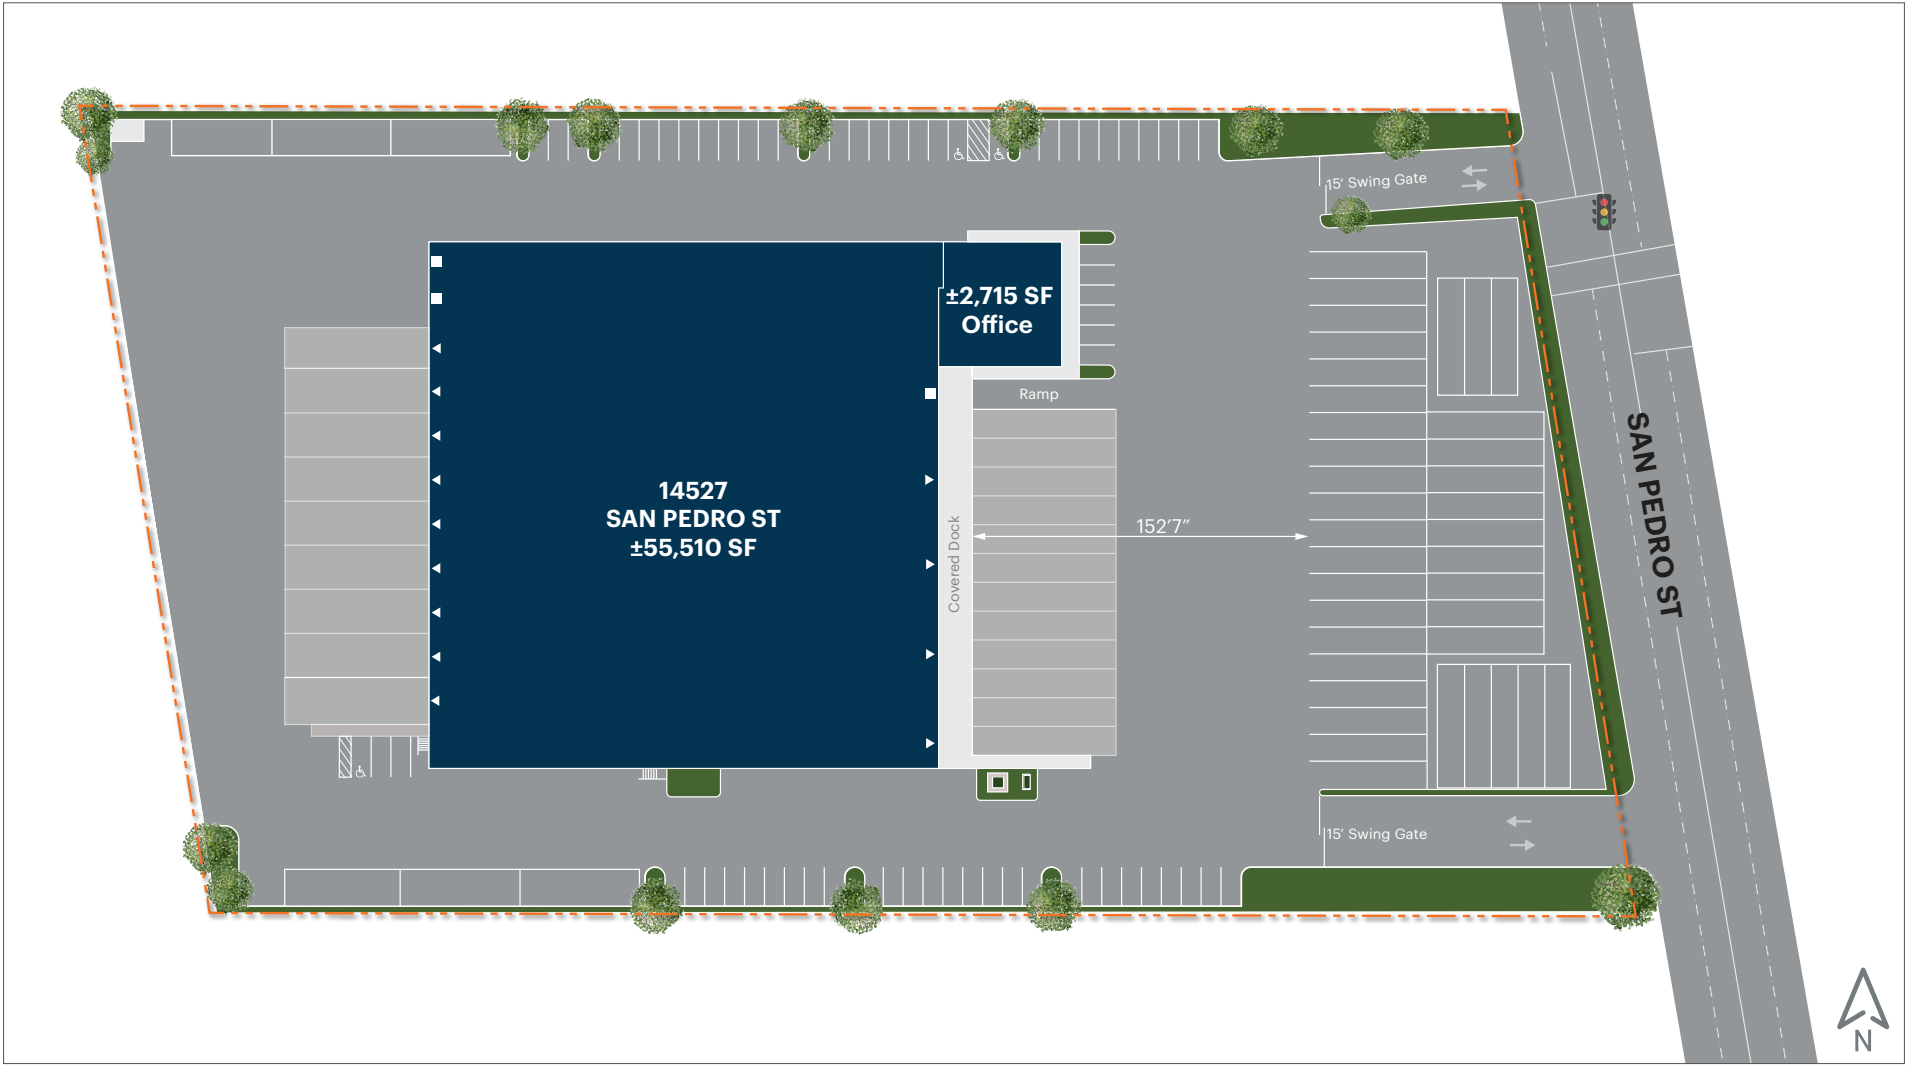 15' Swing Gate
±2,715 SF
Office
Ramp
14527
SAN PEDRO ST
±55,510 SF
Covered Dock
152'7"
SAN PEDRO ST
15' Swing Gate
N